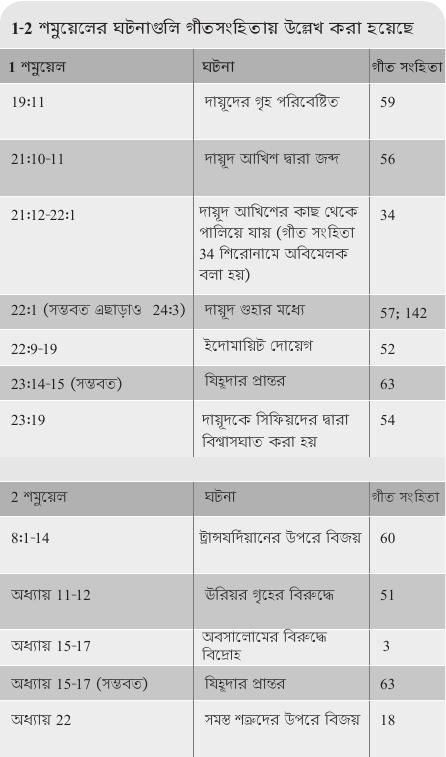 1-2 শমুয়েলের ঘটনাগুলি গীতসংহিতায় উল্লেখ করা হয়েছে
1 শমুয়েল ঘটনা গীত সংহিতা
19:11 দায়ূদের গৃহ পরিবেষ্টিত 59
21:10-11 দায়ূদ আখিশ দ্বারা জব্দ 56
21:12-22:1 দায়ূদ আখিশের কাছ থেকে 34
পালিয়ে যায় (গীত সংহিতা
34 শিরোনামে অবিমেলক
বলা হয়)
22:1 (সম্ভবত এছাড়াও 24:3) দায়ূদ গুহার মধ্যে 57; 142
22:9-19 ইদোমায়িট দোয়েগ 52
23:14-15 (সম্ভবত) যিহূদার প্রান্তর 63
23:19 দায়ূদকে সিফিয়দের দ্বারা 54
বিশ্বাসঘাত করা হয়
2 শমুয়েল ঘটনা গীত সংহিতা
8:1-14 ট্রান্সযর্দিয়ানের উপরে বিজয় 60
অধ্যায় 11-12 ঊরিয়র গৃহের বিরুদ্ধে 51
অধ্যায় 15-17 অবসালোমের বিরুদ্ধে 3
বিদ্রোহ
অধ্যায় 15-17 (সম্ভবত) যিহূদার প্রান্তর 63
অধ্যায় 22 সমস্ত শত্রুদের উপরে বিজয় 18